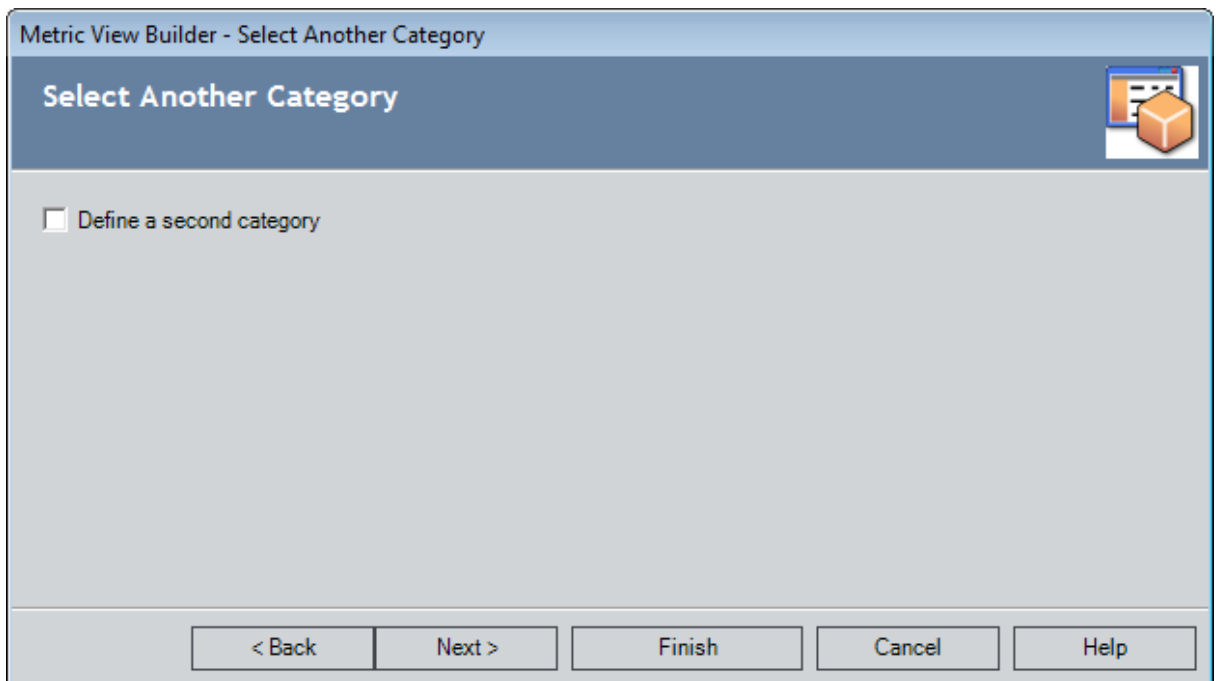 Metric View Builder - Select Another Category
Select Another Category
Define a second category
< Back Next > Finish Cancel Help